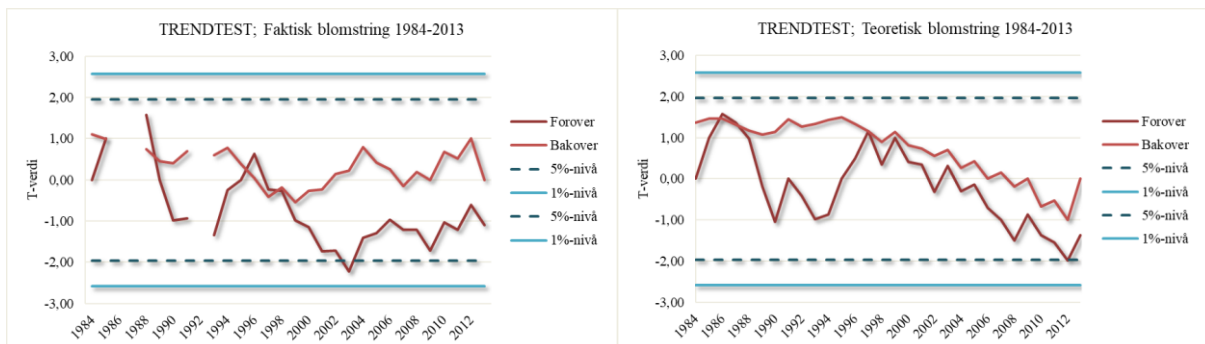 TRENDTEST; Faktisk blomstring 1984-2013
3,00
2,00
1,00
0,00
-1,00
-2,00
-3,00
T-verdi
1984
1986
1988
1990
1992
1994
1996
1998
2000
2002
2004
2006
2008
2010
2012
Forover
Bakover
5%-nivå
1%-nivå
5%-nivå
1%-nivå
TRENDTEST; Teoretisk blomstring 1984-2013
3,00
2,00
1,00
0,00
-1,00
-2,00
-3,00
T-verdi
1984
1986
1988
1990
1992
1994
1996
1998
2000
2002
2004
2006
2008
2010
2012
Forover
Bakover
5%-nivå
1%-nivå
5%-nivå
1%-nivå